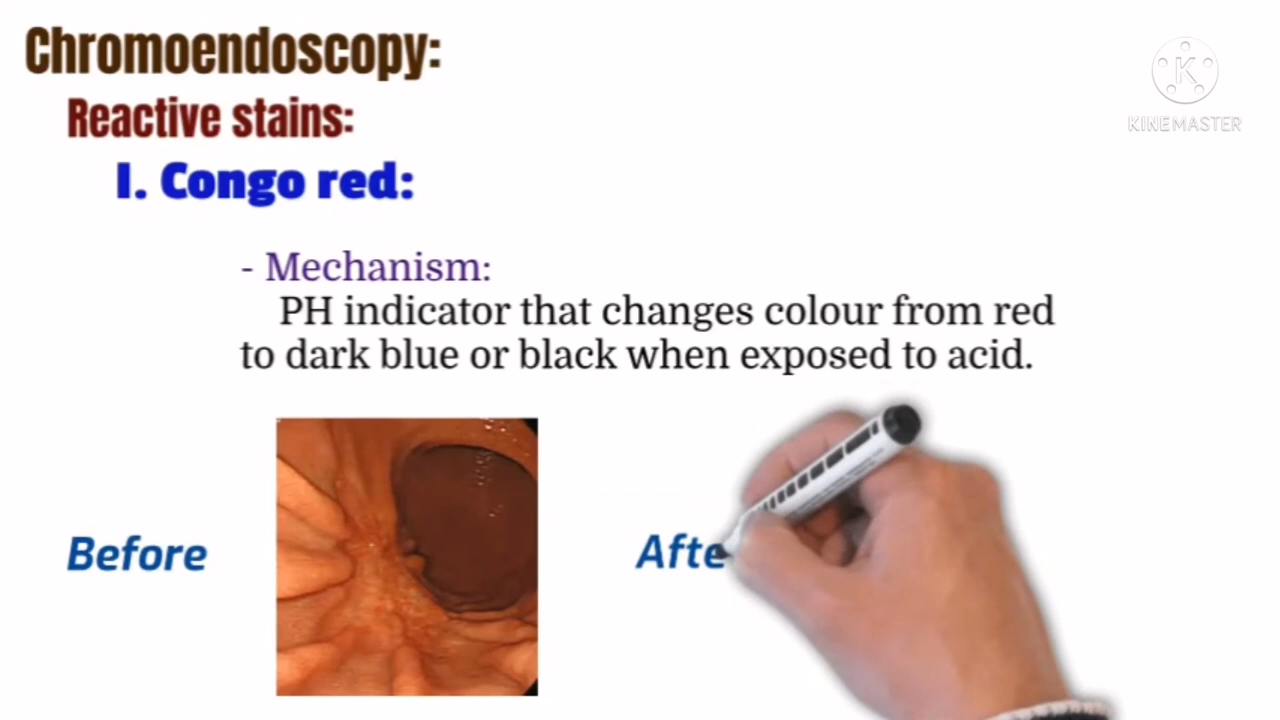 Chromoendoscopy:
Reactive stains:
I. Congo red:
- Mechanism:
PH indicator that changes colour from red
to dark blue or black when exposed to acid.
Before
Afte
K
KINEMASTER